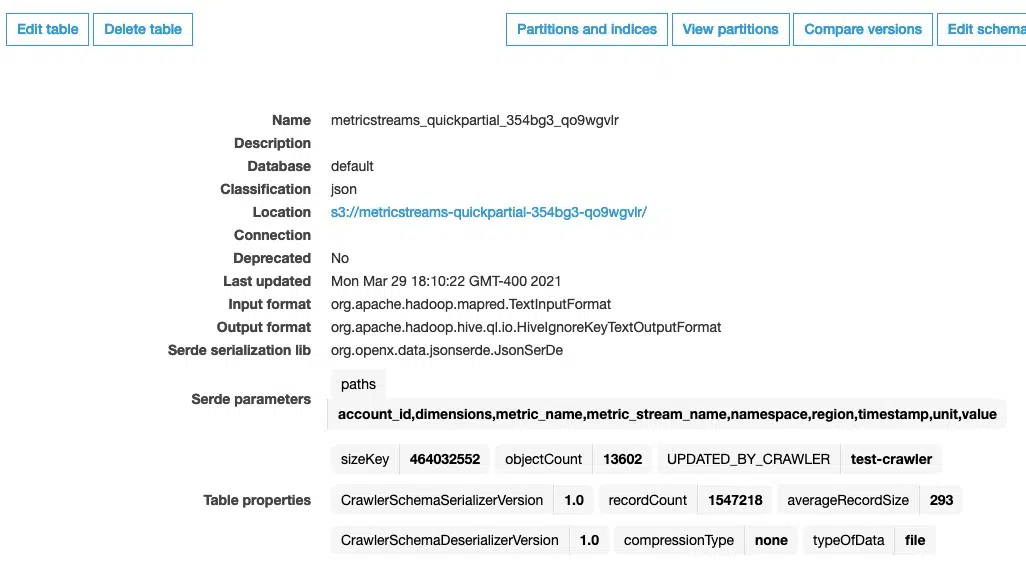 Edit table Delete table Partitions and indices View partitions Compare versions Edit schema
Name metricstreams_quickpartial_354bg3_qo9wgvlr
Description
Database default
Classification json
Location s3://metricstreams-quickpartial-354bg3-qo9wgvlr/
Connection
Deprecated No
Last updated Mon Mar 29 18:10:22 GMT-400 2021
Input format org.apache.hadoop.mapred.TextInputFormat
Output format org.apache.hadoop.hive.ql.io.HiveIgnoreKeyTextOutputFormat
Serde serialization lib org.openx.data.jsonserde.JsonSerDe
Serde parameters paths
account_id,dimensions,metric_name,metric_stream_name,namespace,region,timestamp,unit,value
sizeKey 464032552 objectCount 13602 UPDATED_BY_CRAWLER test-crawler
Table properties CrawlerSchemaSerializerVersion 1.0 recordCount 1547218 averageRecordSize 293
CrawlerSchemaDeserializerVersion 1.0 compressionType none typeOfData file